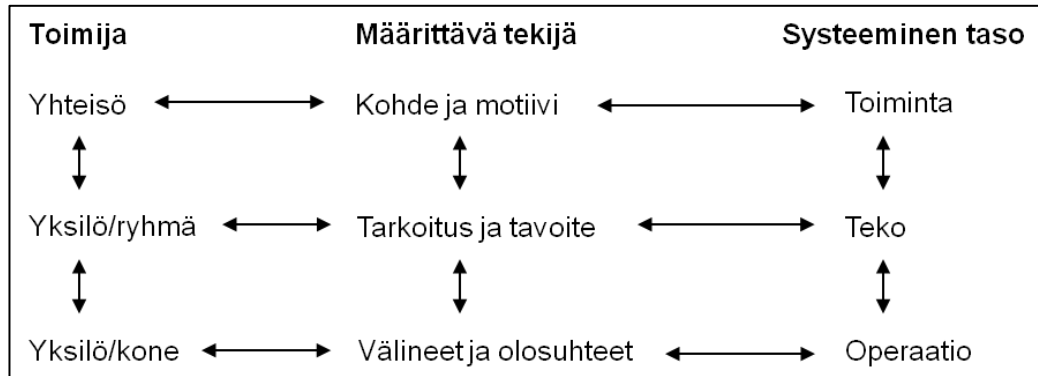 Toimija Määrittävä tekijä Systeeminen taso
Yhteisö Kohde ja motiivi Toiminta
Yksilö/ryhmä Tarkoitus ja tavoite Teko
Yksilö/kone Välineet ja olosuhteet Operaatio